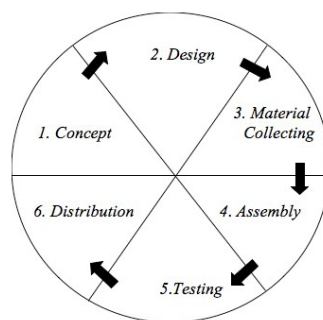 1. Concept
2. Design
3. Material
Collecting
4. Assembly
5.Testing
6. Distribution